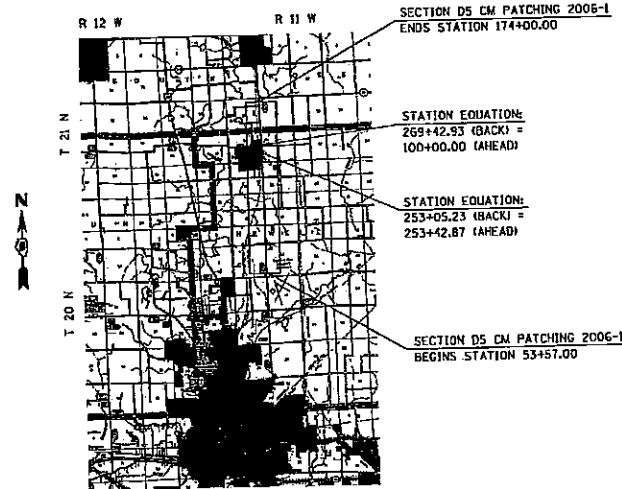 R 12 W
R 11 W
SECTION D5 CM PATCHING 2006-1
ENDS STATION 174+00.00
T 21 N
STATION EQUATION:
269+42.93 (BACK) =
100+00.00 (AHEAD)
STATION EQUATION:
253+05.23 (BACK) =
253+42.87 (AHEAD)
N
T 20 N
SECTION D5 CM PATCHING 2006-1
BEGINS STATION 53+57.00